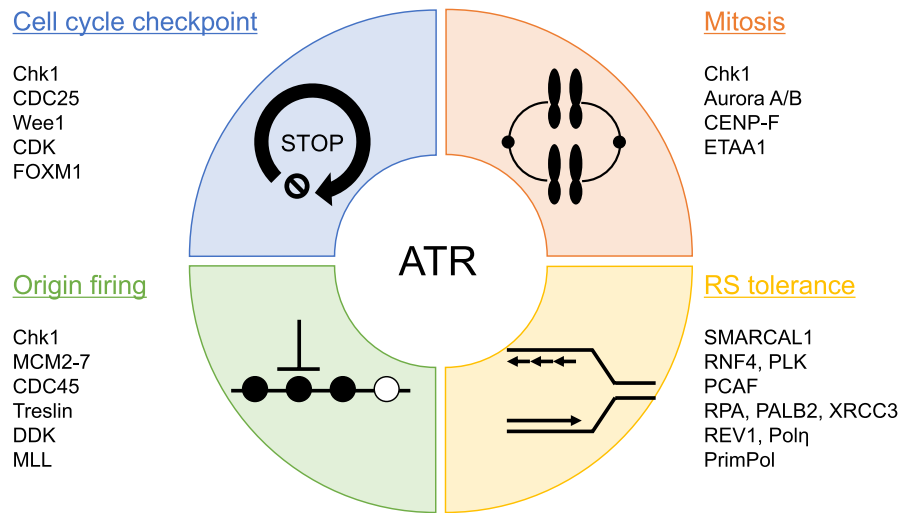 Cell cycle checkpoint
Chk1
CDC25
Wee1
CDK
FOXM1
STOP
Mitosis
Chk1
Aurora A/B
CENP-F
ETAA1
ATR
Origin firing
Chk1
MCM2-7
CDC45
Treslin
DDK
MLL
RS tolerance
SMARCAL1
RNF4, PLK
PCAF
RPA, PALB2, XRCC3
REV1, Polη
PrimPol